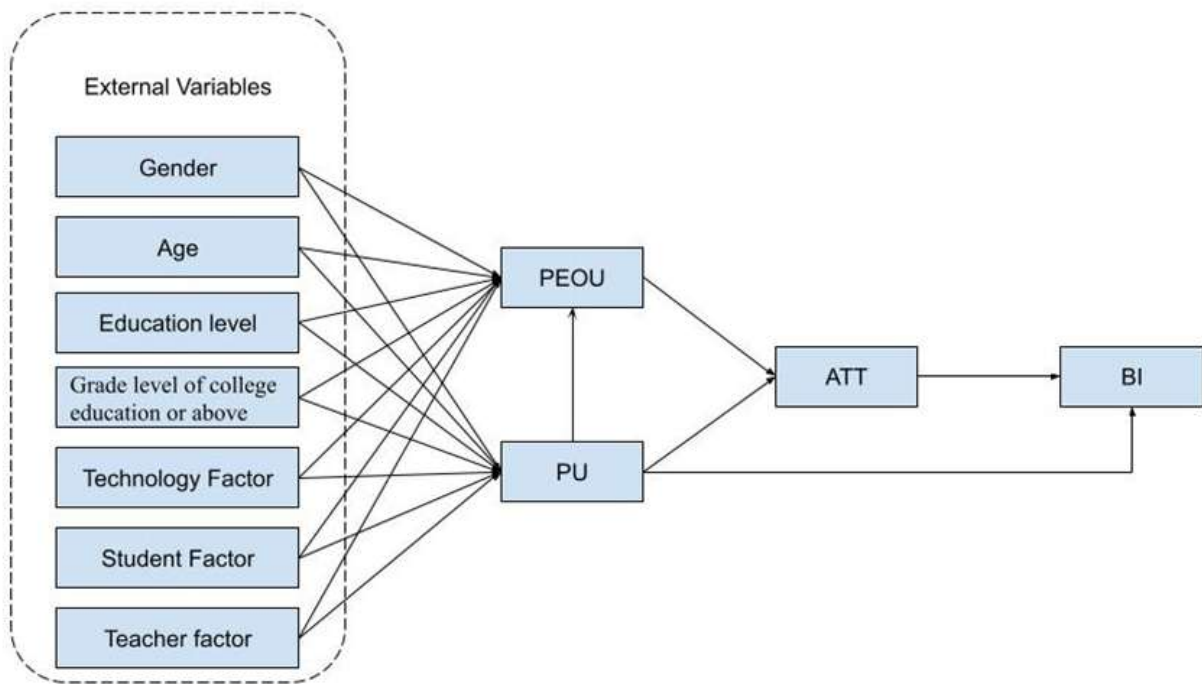 External Variables
Gender
Age
Education level
Grade level of college
education or above
Technology Factor
Student Factor
Teacher factor
PEOU
PU
ATT
BI